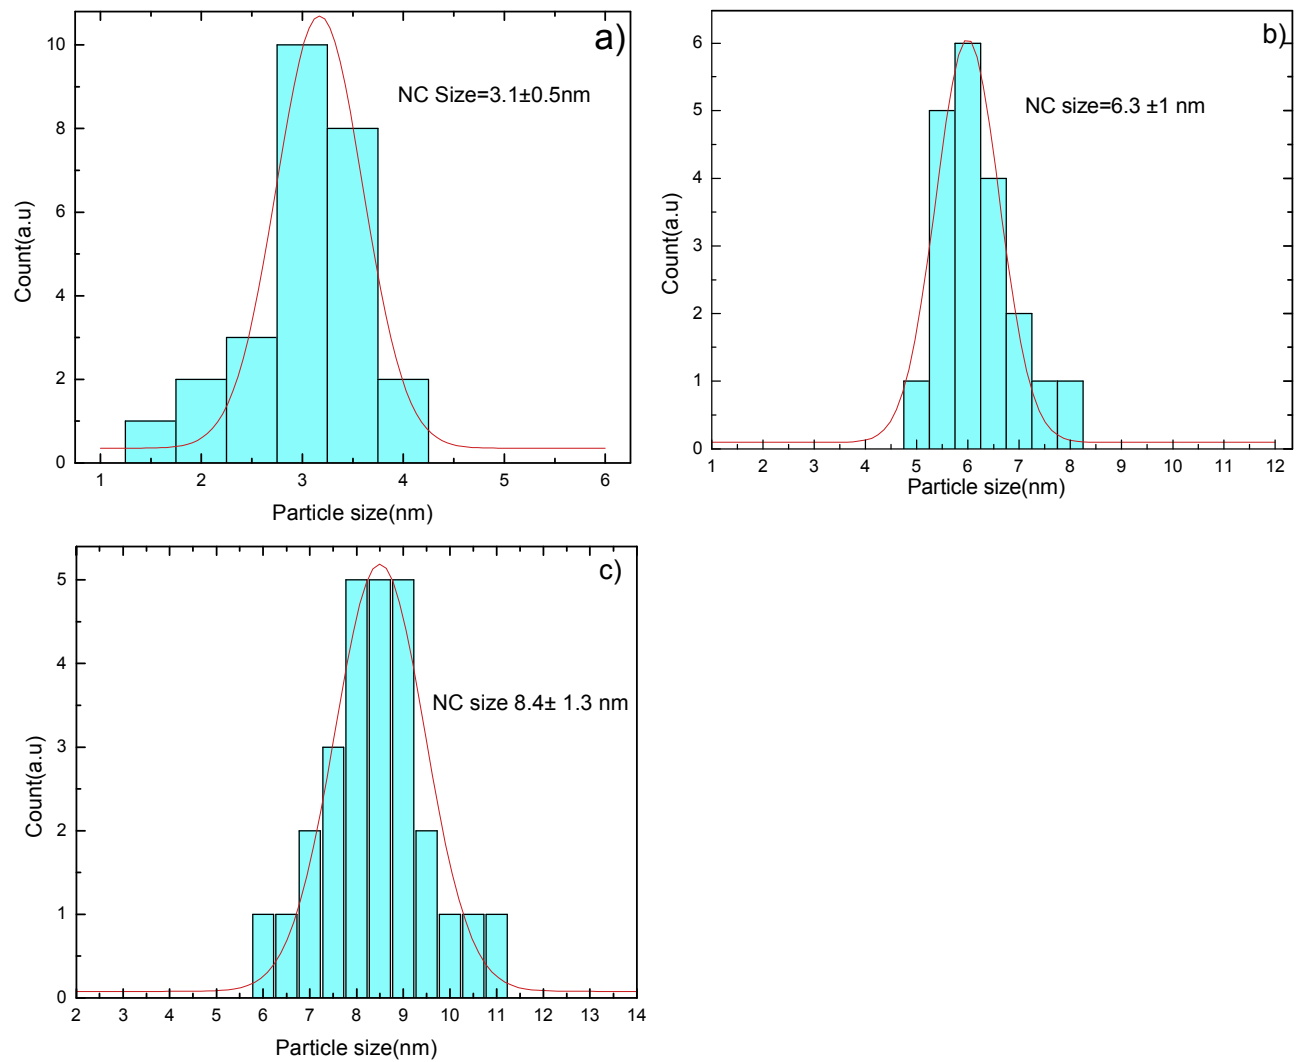 a)
NC Size=3.1±0.5nm
Count(a.u)
10
8
6
4
2
0
1 2 3 4 5 6
Particle size(nm)
b)
NC size=6.3 ±1 nm
Count(a.u)
6
5
4
3
2
1
0
1 2 3 4 5 6 7 8 9 10 11 12
Particle size(nm)
c)
NC size 8.4± 1.3 nm
Count(a.u)
5
4
3
2
1
0
2 3 4 5 6 7 8 9 10 11 12 13 14
Particle size(nm)